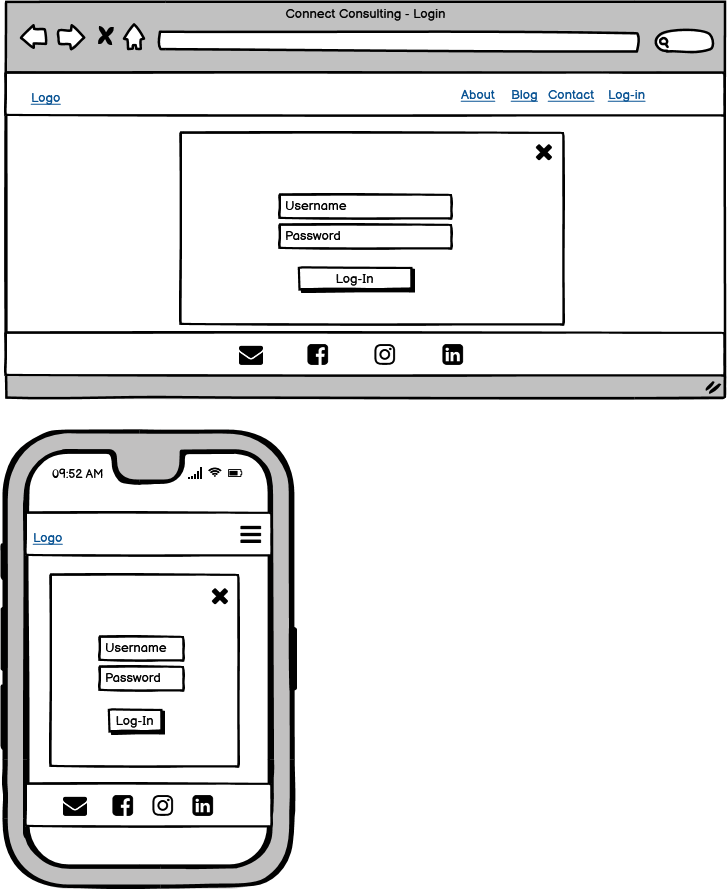 Connect Consulting - Login
Logo About Blog Contact Log-in
Username
Password
Log-In
09:52 AM
Logo
Username
Password
Log-In